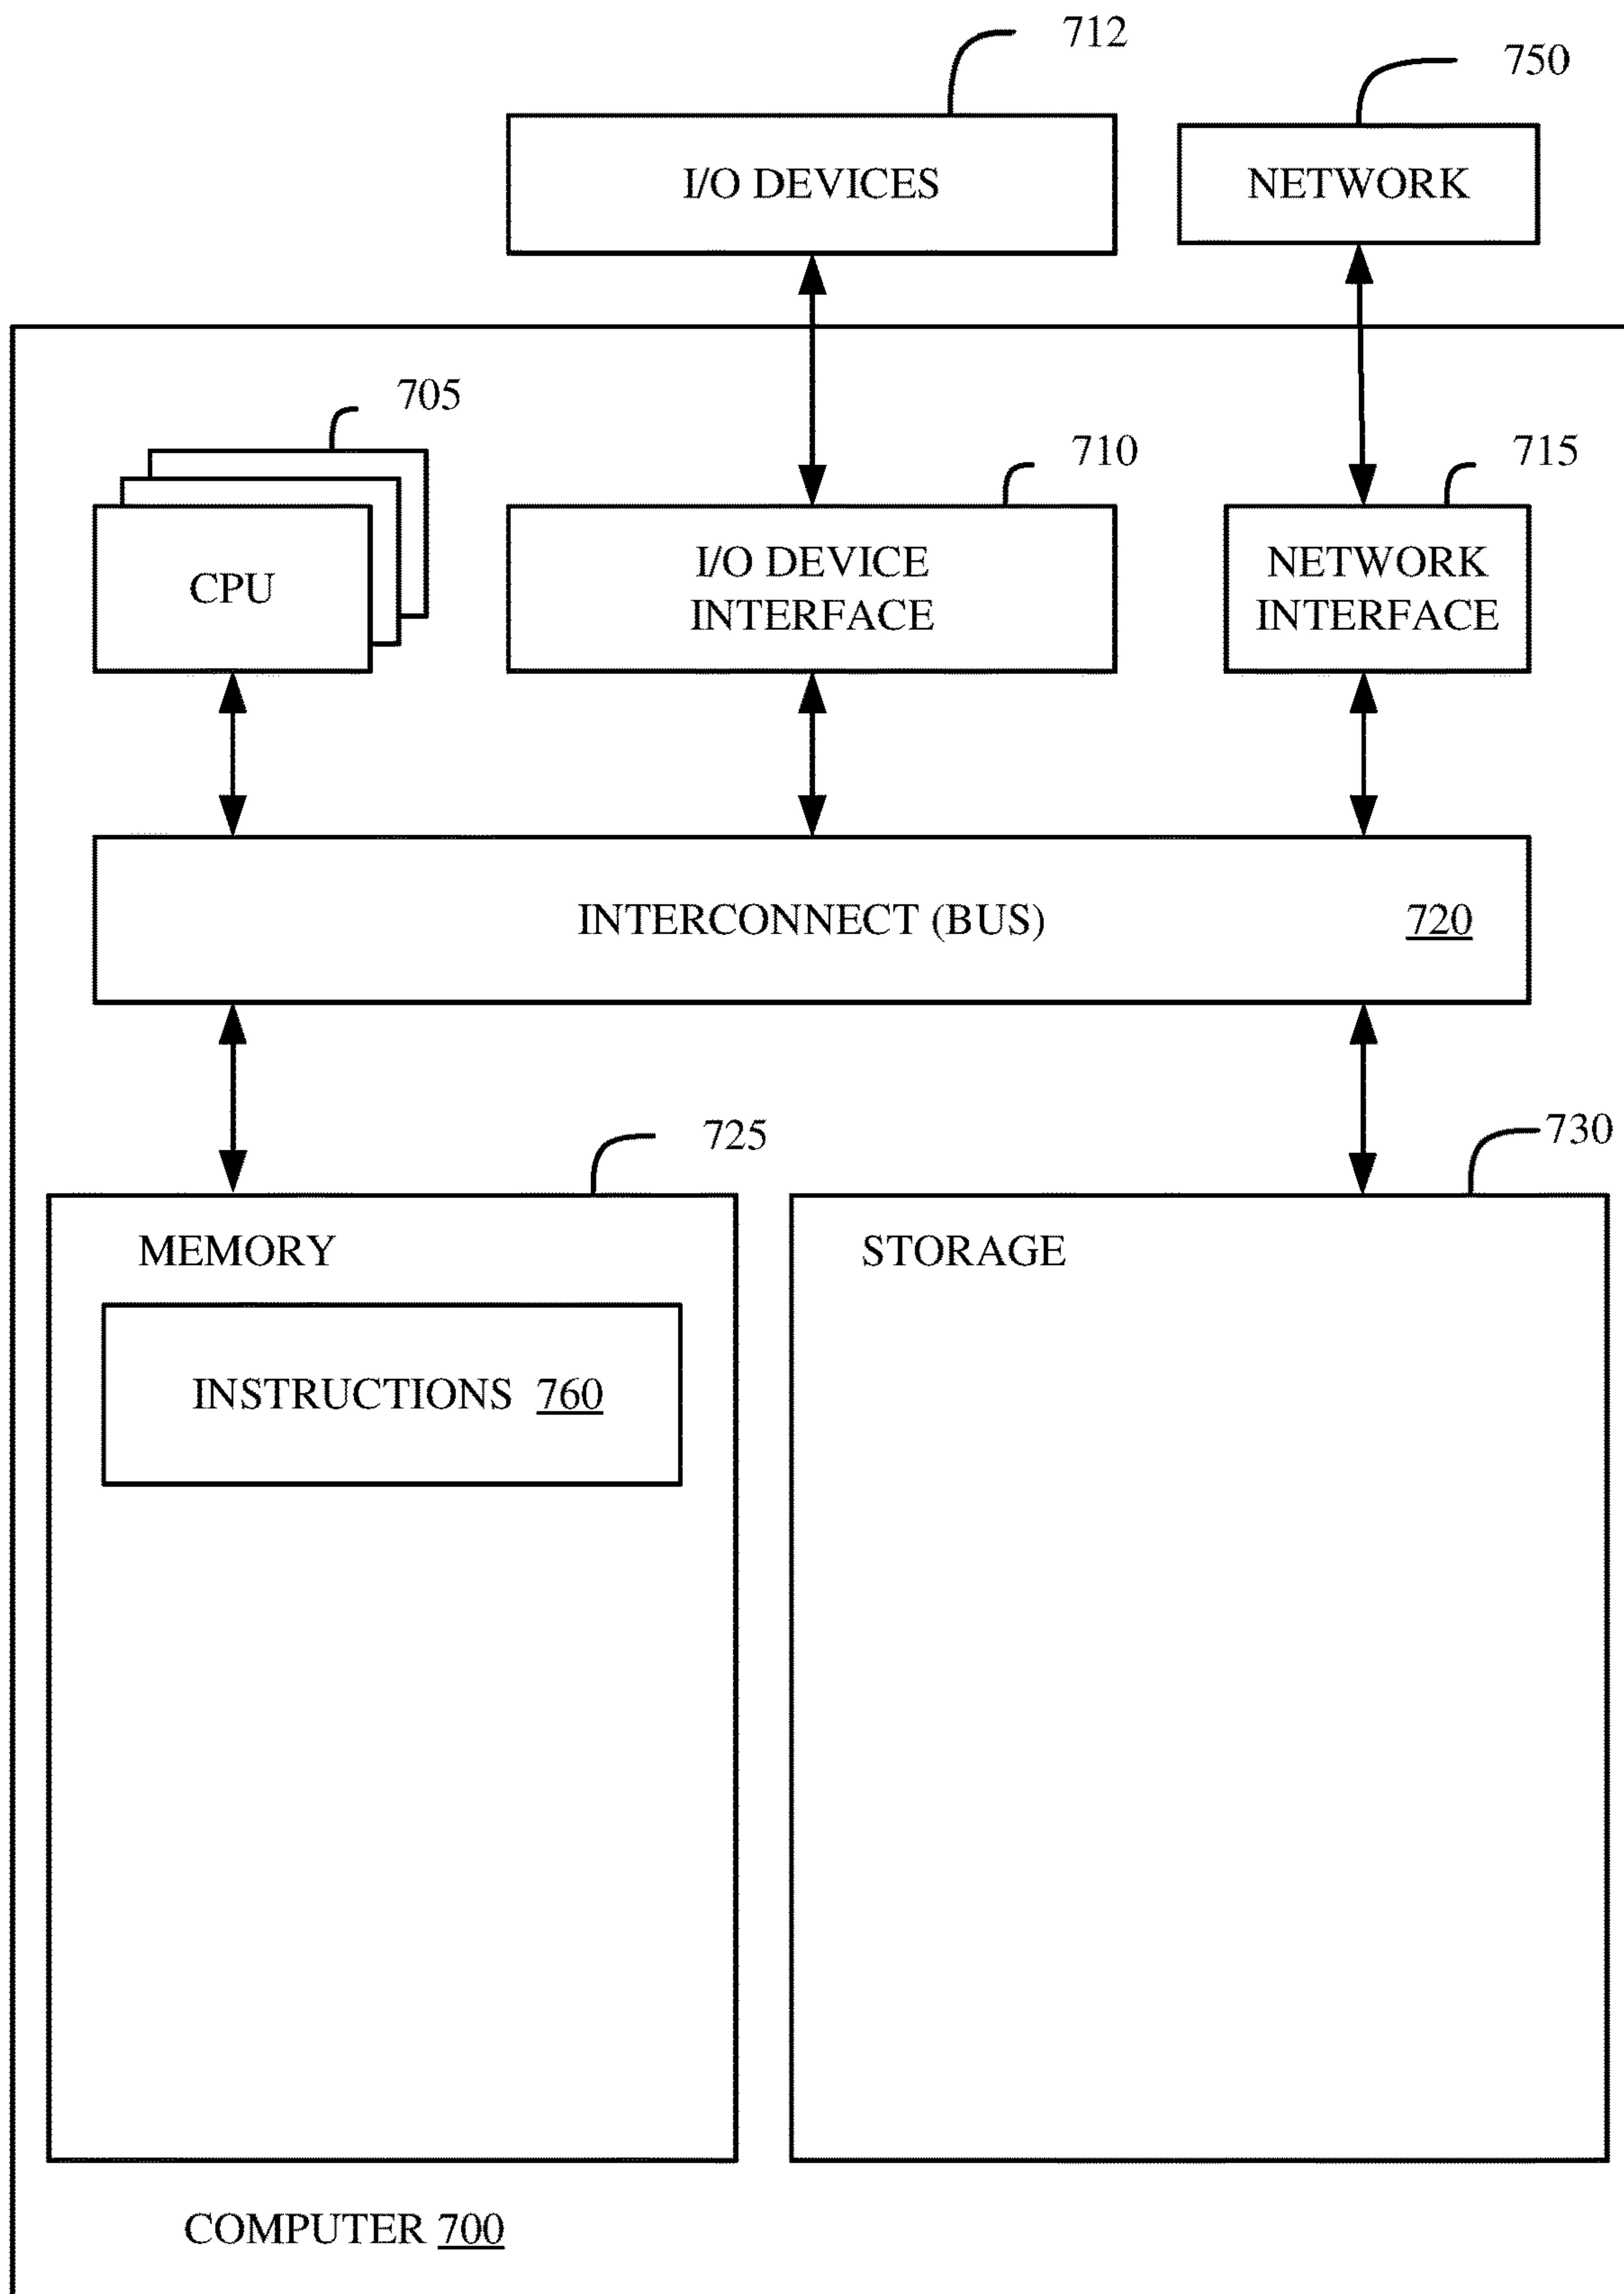 712
750
I/O DEVICES
NETWORK
705
710
715
CPU
I/O DEVICE
INTERFACE
NETWORK
INTERFACE
INTERCONNECT (BUS) 720
725
730
MEMORY
STORAGE
INSTRUCTIONS 760
COMPUTER 700